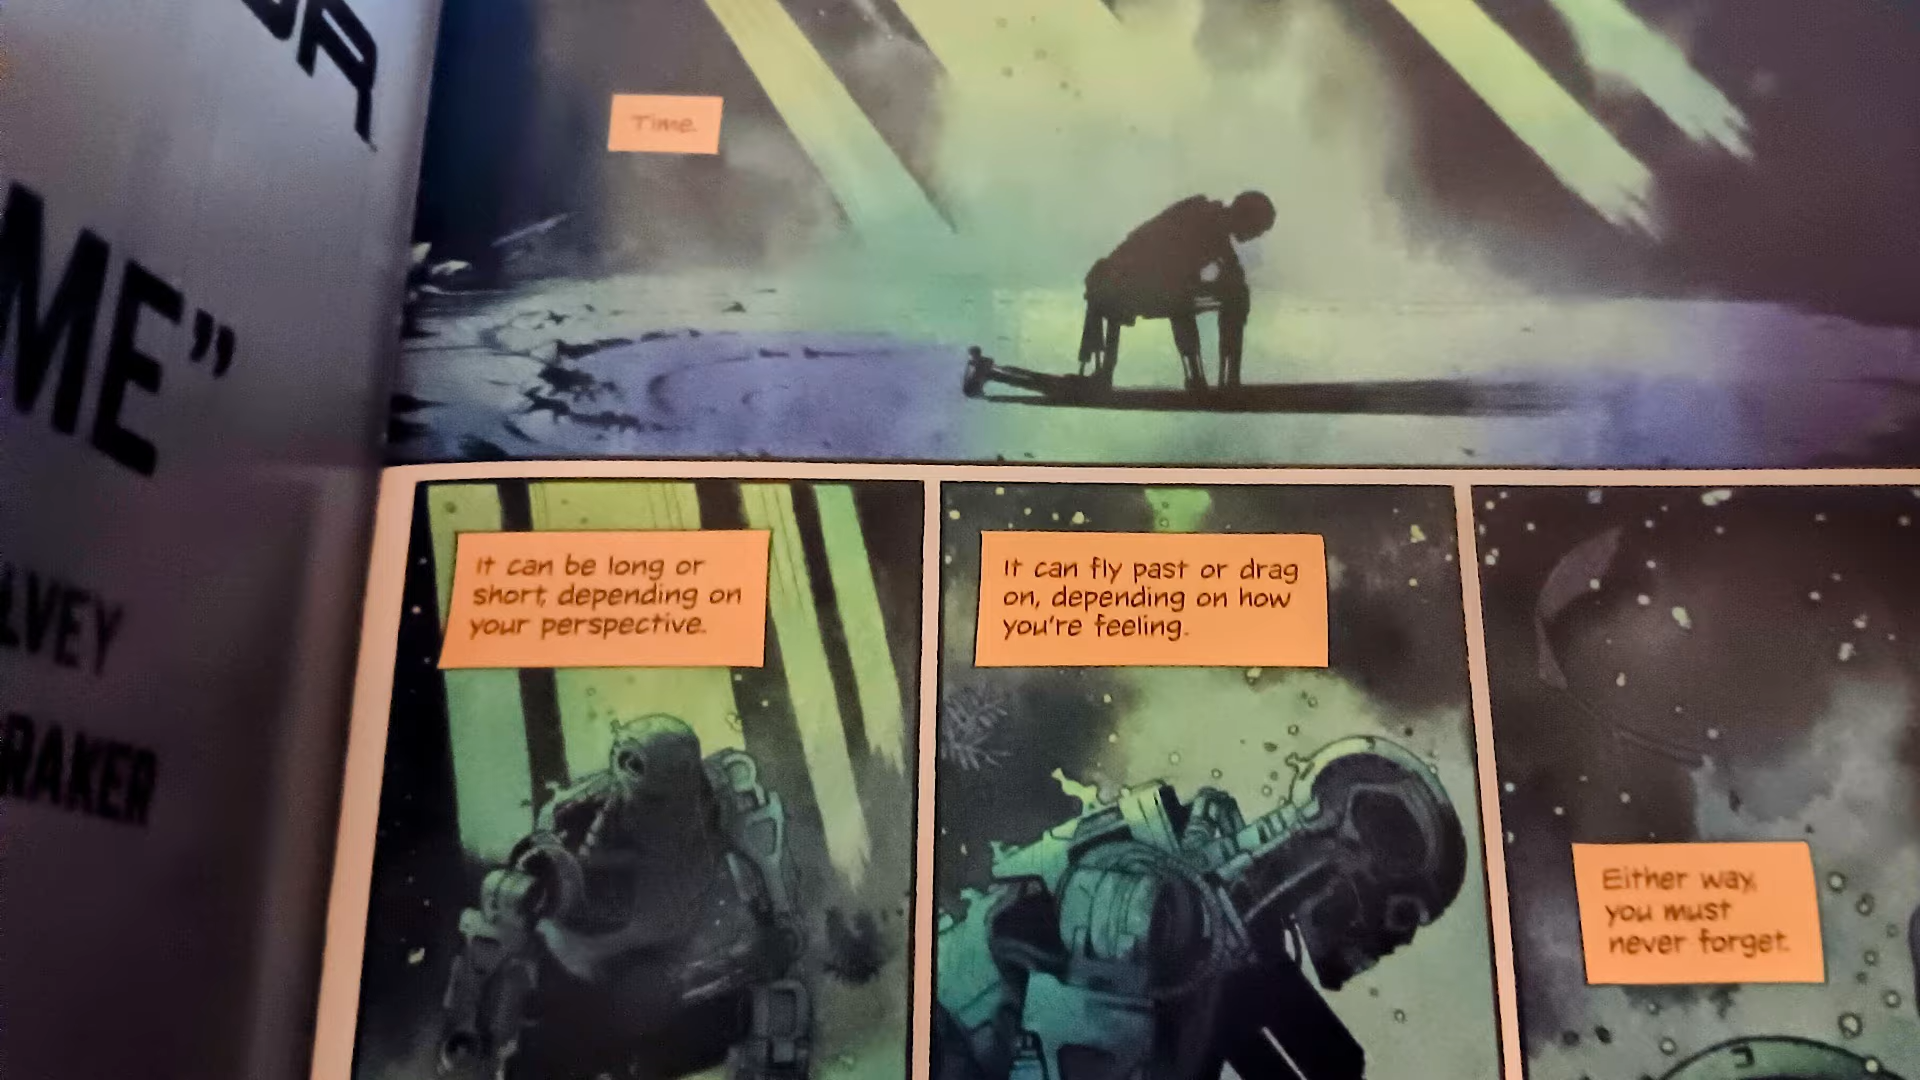 ME”
LVEY
RAKER
Time.
It can be long or
short, depending on
your perspective.
It can fly past or drag
on, depending on how
you're feeling.
Either way,
you must
never forget.